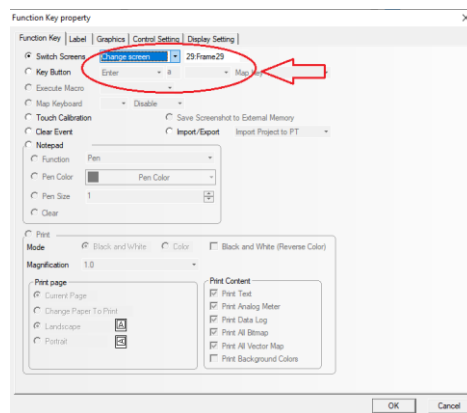 Function Key property
Function Key Label Graphics Control Setting Display Setting
Switch Screens Change screen 29:Frame29
Key Button Enter a Map Key
Execute Macro
Map Keyboard Disable
Touch Calibration Save Screenshot to External Memory
Clear Event Import/Export Import Project to PT
Notepad
Function Pen
Pen Color Pen Color
Pen Size 1
Clear
Print
Mode Black and White Color Black and White (Reverse Color)
Magnification 1.0
Print page Print Content
Current Page Print Text
Change Paper To Print Print Analog Meter
Landscape A Print Data Log
Portrait A Print All Bitmap
Print All Vector Map
Print Background Colors
OK Cancel